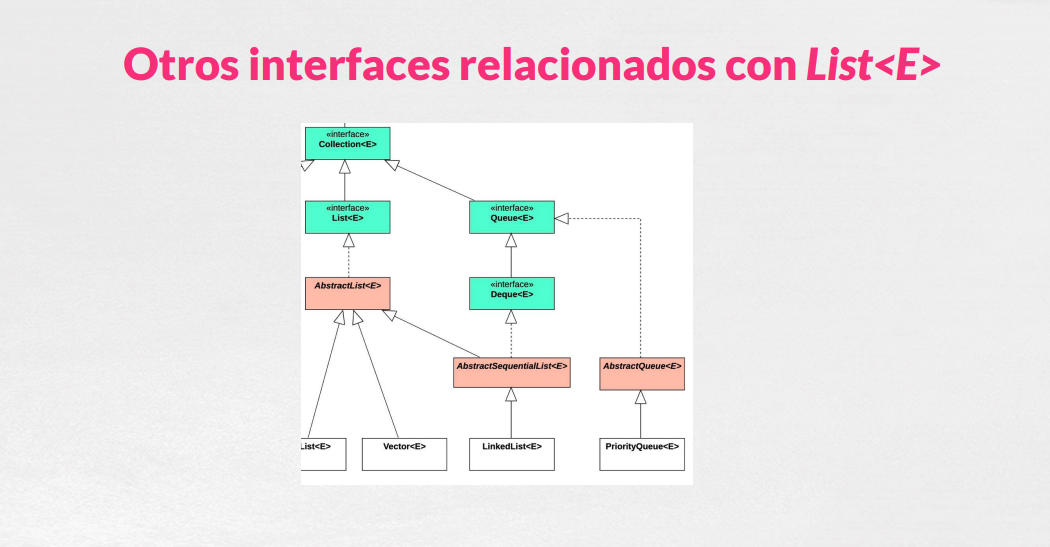 Otros interfaces relacionados con List<E>
«interface»
Collection<E>
«interface»
List<E>
«interface»
Queue<E>
AbstractList<E>
«interface»
Deque<E>
AbstractSequentialList<E>
AbstractQueue<E>
List<E>
Vector<E>
LinkedList<E>
PriorityQueue<E>